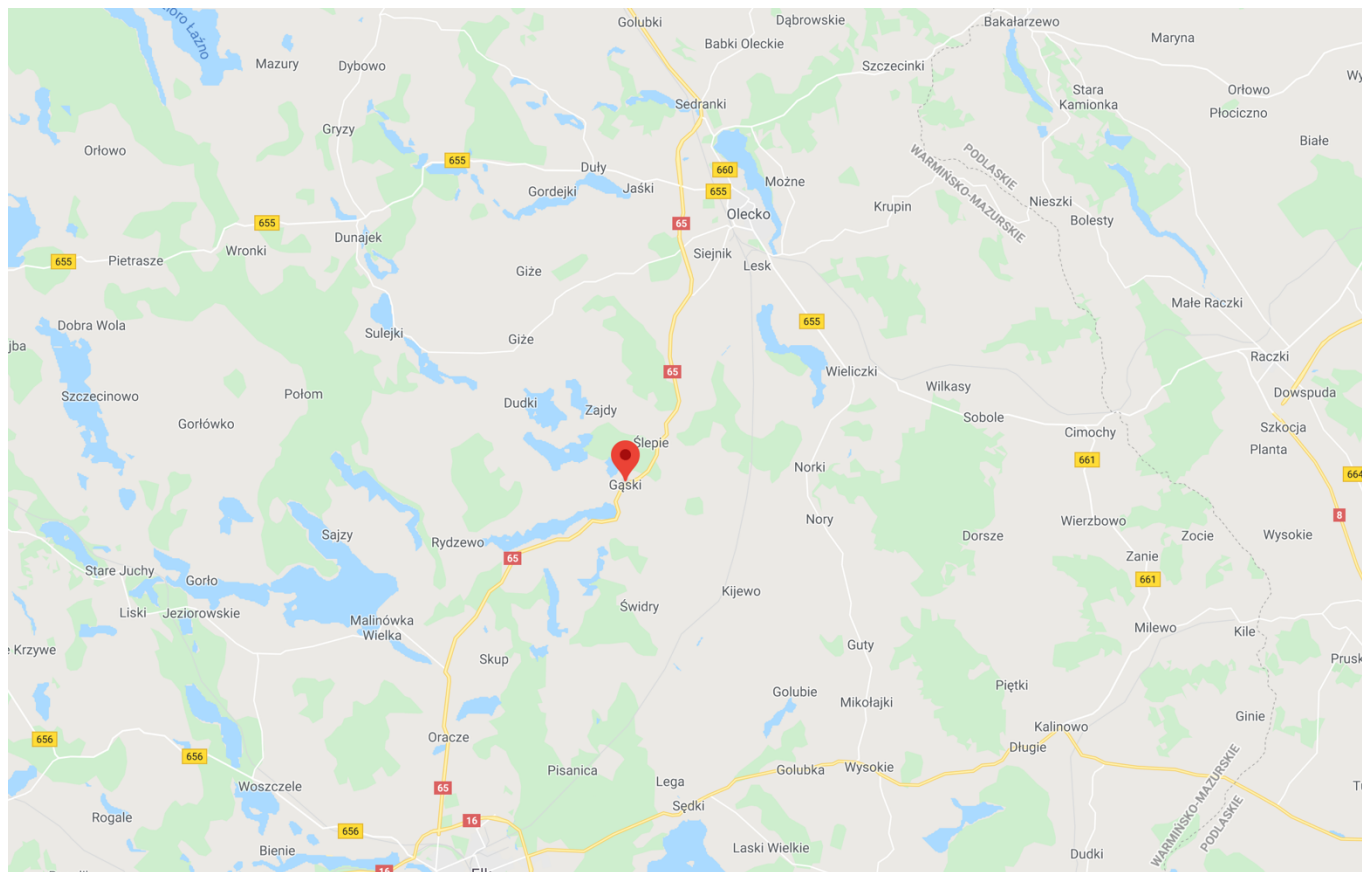 oro Łaźno
Golubki
Dąbrowskie
Bakałarzewo
Maryna
Mazury
Dybowo
Babki Oleckie
Szczecinki
Stara
Kamionka
Orłowo
Płociczno
Wy
Sedranki
Gryzy
Białe
Orłowo
655
Duły
660
PODLASKIE
WARMIŃSKO-MAZURSKIE
Gordejki
Jaśki
655
Możne
Nieszki
Krupin
Olecko
Bolesty
655
65
Dunajek
Wronki
Siejnik
Lesk
655
Pietrasze
Giże
Małe Raczki
Dobra Wola
Sulejki
655
jba
Giże
Raczki
65
Wieliczki
Wilkasy
Szczecinowo
Połom
Dudki
Zajdy
Dowspuda
Gorłówko
Sobole
Szkocja
Cimochy
Planta
Ślepie
661
Norki
664
Gąski
Nory
Wierzbowo
8
Sajzy
Rydzewo
Dorsze
Zocie
Wysokie
65
Zanie
Stare Juchy
Gorło
661
Kijewo
Świdry
Liski
Jeziorowskie
Malinówka
Wielka
Milewo
Kile
e Krzywe
Skup
Guty
Prusk
Piętki
Golubie
Mikołajki
Ginie
656
Oracze
Kalinowo
656
Długie
Pisanica
Golubka
Wysokie
Lega
Woszczele
65
Sędki
WARMIŃSKO-MAZURSKIE
PODLASKIE
Rogale
16
656
Bienie
Laski Wielkie
Dudki
16